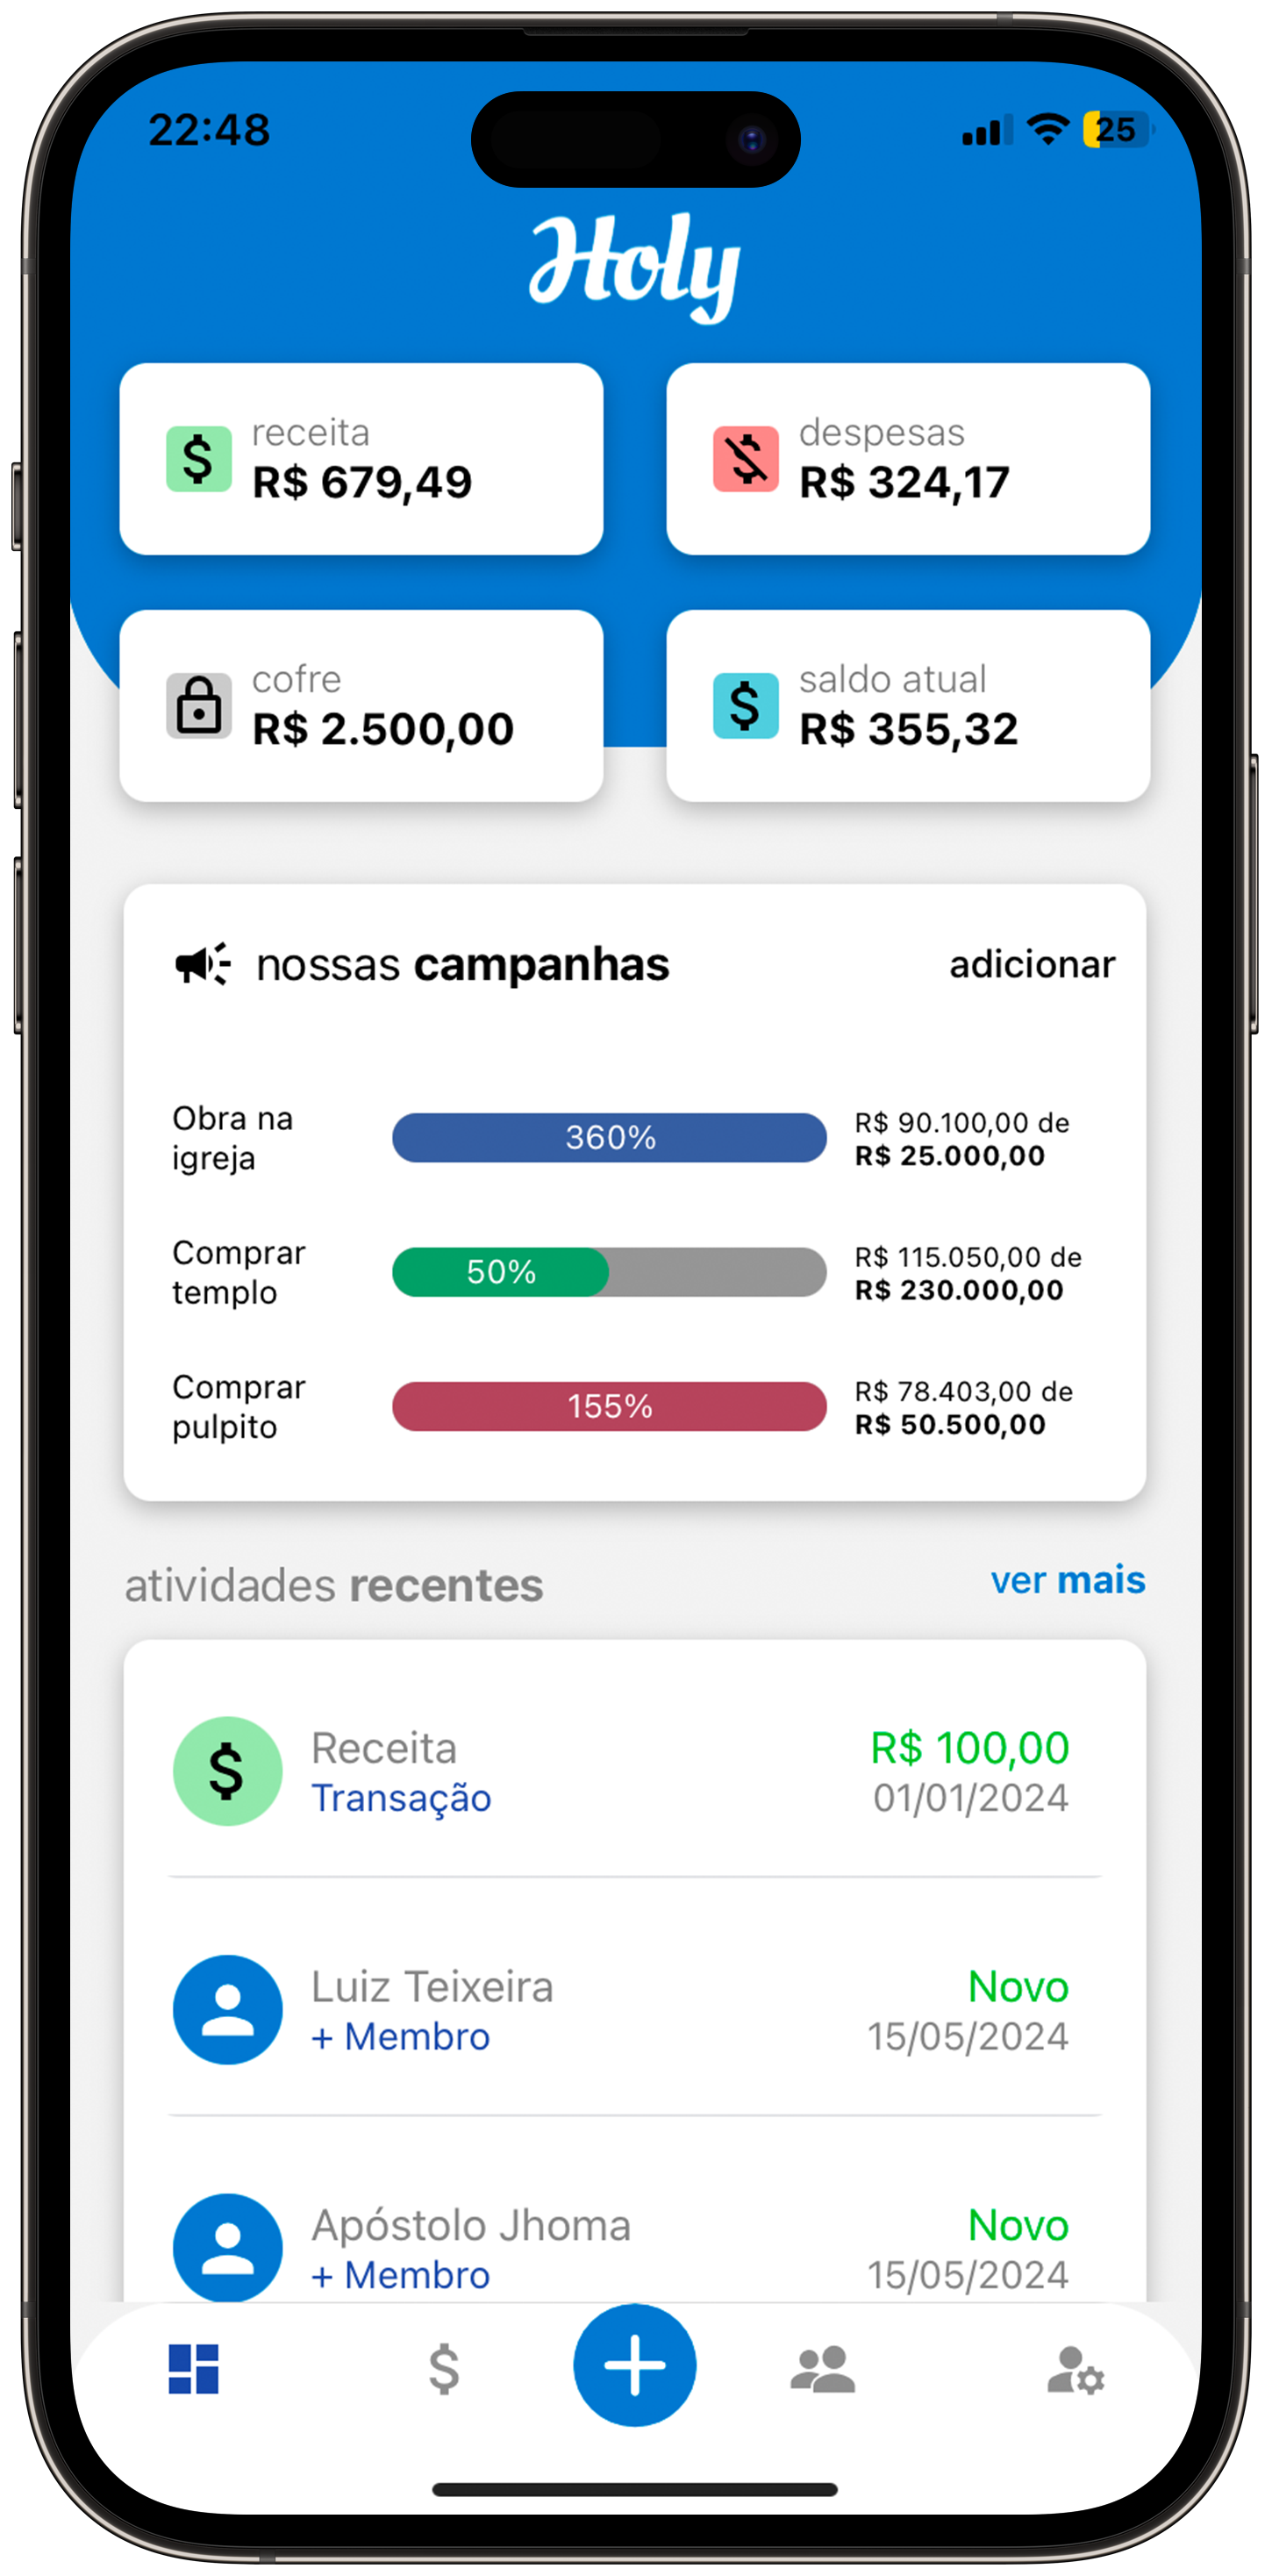 22:48
25
Holy
receita
R$ 679,49
despesas
R$ 324,17
cofre
R$ 2.500,00
saldo atual
R$ 355,32
nossas campanhas
adicionar
Obra na
igreja
360%
R$ 90.100,00 de
R$ 25.000,00
Comprar
templo
50%
R$ 115.050,00 de
R$ 230.000,00
Comprar
pulpito
155%
R$ 78.403,00 de
R$ 50.500,00
atividades recentes
ver mais
Receita
Transação
R$ 100,00
01/01/2024
Luiz Teixeira
+ Membro
Novo
15/05/2024
Apóstolo Jhoma
+ Membro
Novo
15/05/2024